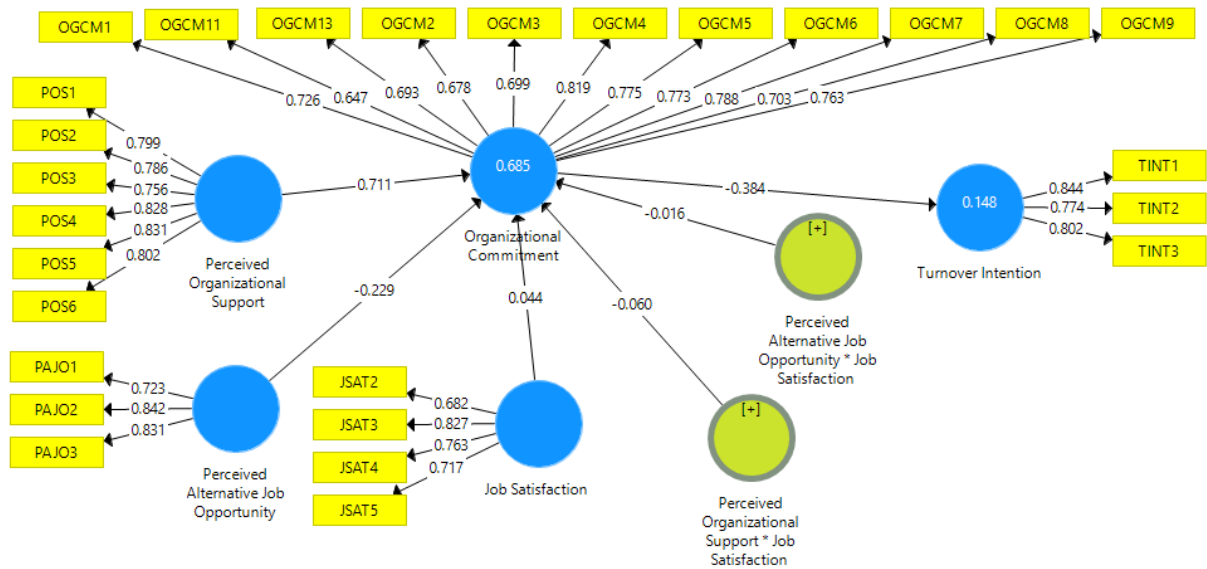 OGCM1
OGCM11
OGCM13
OGCM2
OGCM3
OGCM4
OGCM5
OGCM6
OGCM7
OGCM8
OGCM9
0.726
0.647
0.693
0.678
0.699
0.819
0.775
0.773
0.788
0.703
0.763
POS1
POS2
POS3
POS4
POS5
POS6
0.799
0.786
0.756
0.828
0.831
0.802
Perceived
Organizational
Support
0.711
0.685
Organizational
Commitment
-0.384
0.148
Turnover Intention
0.844
0.774
0.802
TINT1
TINT2
TINT3
-0.016
[+]
Perceived
Alternative Job
Opportunity * Job
Satisfaction
-0.229
0.044
-0.060
PAJO1
PAJO2
PAJO3
0.723
0.842
0.831
Perceived
Alternative Job
Opportunity
JSAT2
JSAT3
JSAT4
JSAT5
0.682
0.827
0.763
0.717
Job Satisfaction
[+]
Perceived
Organizational
Support * Job
Satisfaction